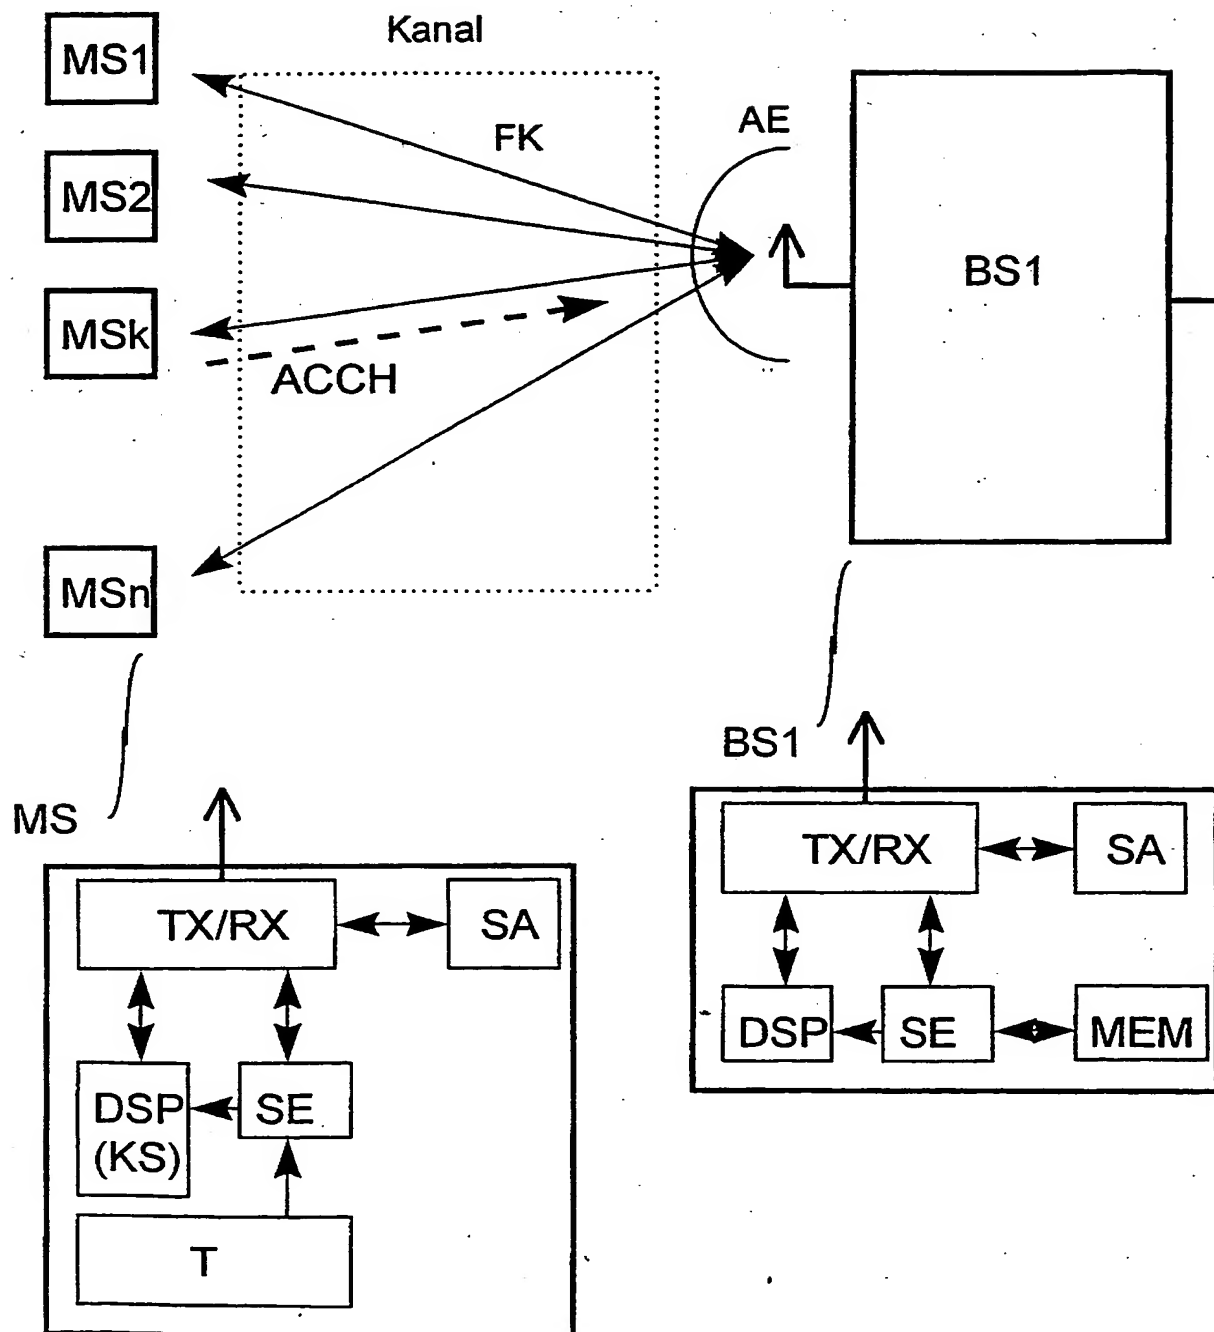 Kanal
MS1
FK
AE
MS2
BS1
MSk
ACCH
MSn
BS1
MS
TX/RX
SA
TX/RX
SA
DSP
SE
MEM
DSP
(KS)
SE
T